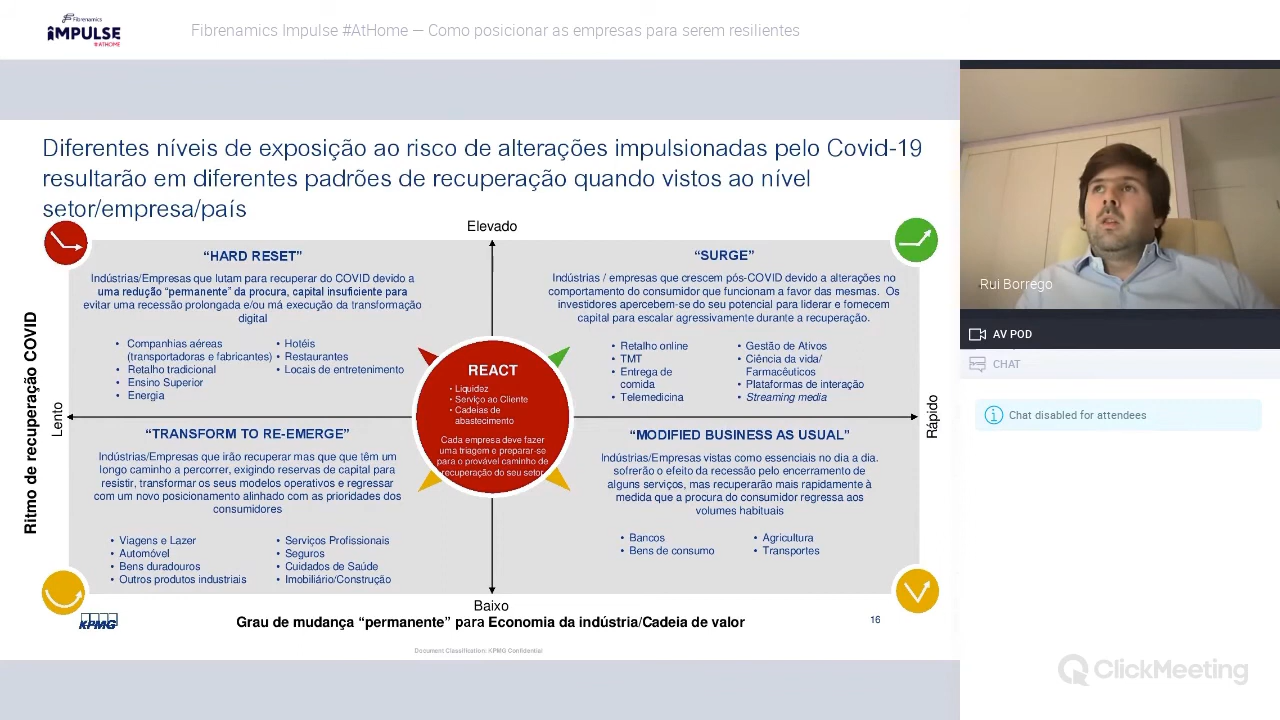 Fibrenamics
IMPULSE
#ATHOME
Fibrenamics Impulse #AtHome — Como posicionar as empresas para serem resilientes
Diferentes níveis de exposição ao risco de alterações impulsionadas pelo Covid-19
resultarão em diferentes padrões de recuperação quando vistos ao nível
setor/empresa/país
Elevado
“HARD RESET”
Indústrias/Empresas que lutam para recuperar do COVID devido a
uma redução “permanente” da procura, capital insuficiente para
evitar uma recessão prolongada e/ou má execução da transformação
digital
• Companhias aéreas
(transportadoras e fabricantes)
• Retalho tradicional
• Ensino Superior
• Energia
• Hotéis
• Restaurantes
• Locais de entretenimento
“SURGE”
Indústrias / empresas que crescem pós-COVID devido a alterações no
comportamento do consumidor que funcionam a favor das mesmas. Os
investidores apercebem-se do seu potencial para liderar e fornecem
capital para escalar agressivamente durante a recuperação.
• Retalho online
• TMT
• Entrega de
comida
• Telemedicina
• Gestão de Ativos
• Ciência da vida/
Farmacêuticos
• Plataformas de interação
• Streaming media
REACT
• Liquidez
• Serviço ao Cliente
• Cadeias de
abastecimento
Cada empresa deve fazer
uma triagem e preparar-se
para o provável caminho de
recuperação do seu setor
Ritmo de recuperação COVID
Lento
Rápido
“TRANSFORM TO RE-EMERGE”
Indústrias/Empresas que irão recuperar mas que que têm um
longo caminho a percorrer, exigindo reservas de capital para
resistir, transformar os seus modelos operativos e regressar
com um novo posicionamento alinhado com as prioridades dos
consumidores
• Viagens e Lazer
• Automóvel
• Bens duradouros
• Outros produtos industriais
• Serviços Profissionais
• Seguros
• Cuidados de Saúde
• Imobiliário/Construção
“MODIFIED BUSINESS AS USUAL”
Indústrias/Empresas vistas como essenciais no dia a dia.
sofrerão o efeito da recessão pelo encerramento de
alguns serviços, mas recuperarão mais rapidamente à
medida que a procura do consumidor regressa aos
volumes habituais
• Bancos
• Bens de consumo
• Agricultura
• Transportes
Baixo
Grau de mudança “permanente” para Economia da indústria/Cadeia de valor
KPMG
16
Document Classification: KPMG Confidential
Rui Borrego
AV POD
CHAT
Chat disabled for attendees
ClickMeeting